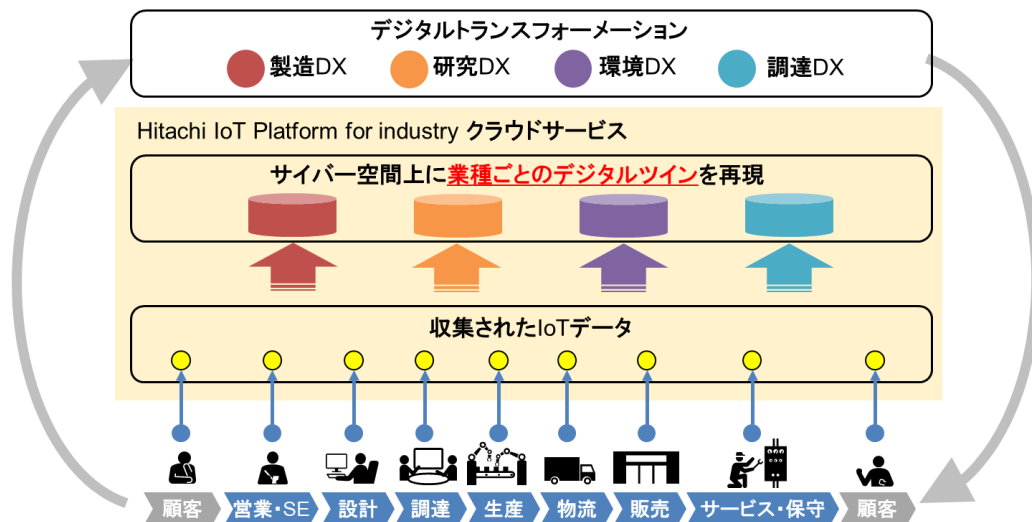 デジタルトランスフォーメーション
製造DX 研究DX 環境DX 調達DX
Hitachi IoT Platform for industry クラウドサービス
サイバー空間上に業種ごとのデジタルツインを再現
収集されたIoTデータ
顧客 営業・SE 設計 調達 生産 物流 販売 サービス・保守 顧客